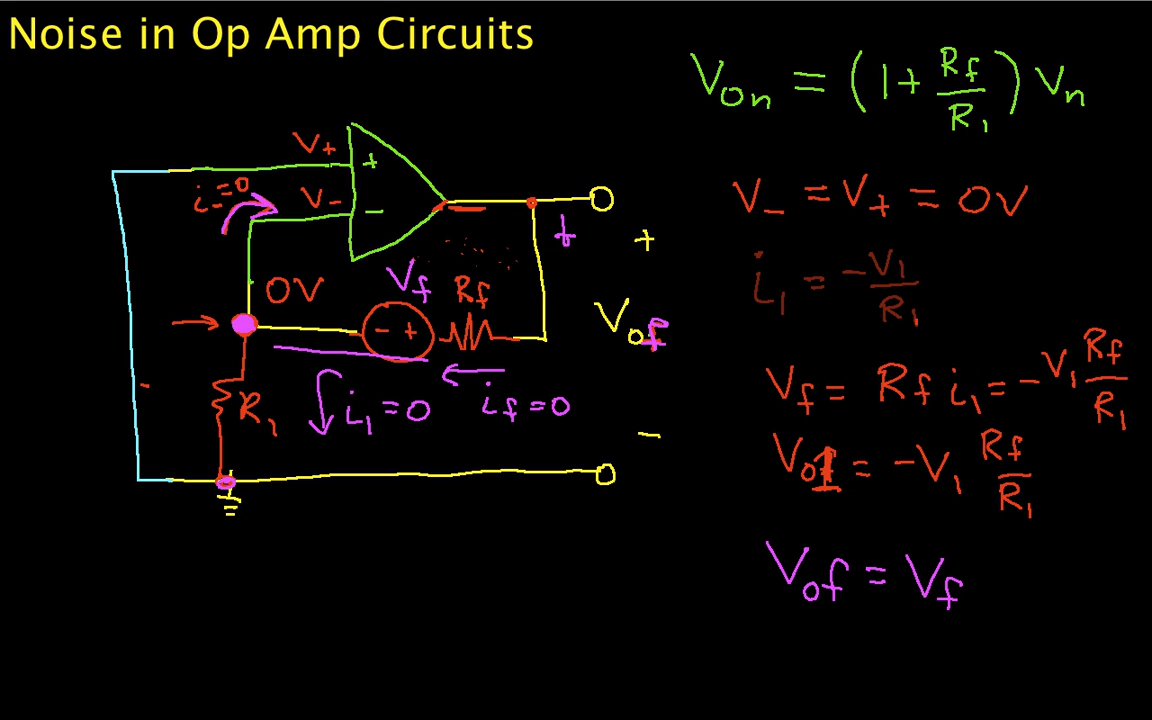 Noise in Op Amp Circuits
Von = (1 + Rf/R1) Vn
V+
+
i-=0
V-
-
V- = V+ = 0V
+
+
0V
Vf
Rf
- +
i1 = -V1/R1
Vof
R1
i1=0
if=0
Vf = Rf i1 = -V1 Rf/R1
-
Vo1 = -V1 Rf/R1
Vof = Vf